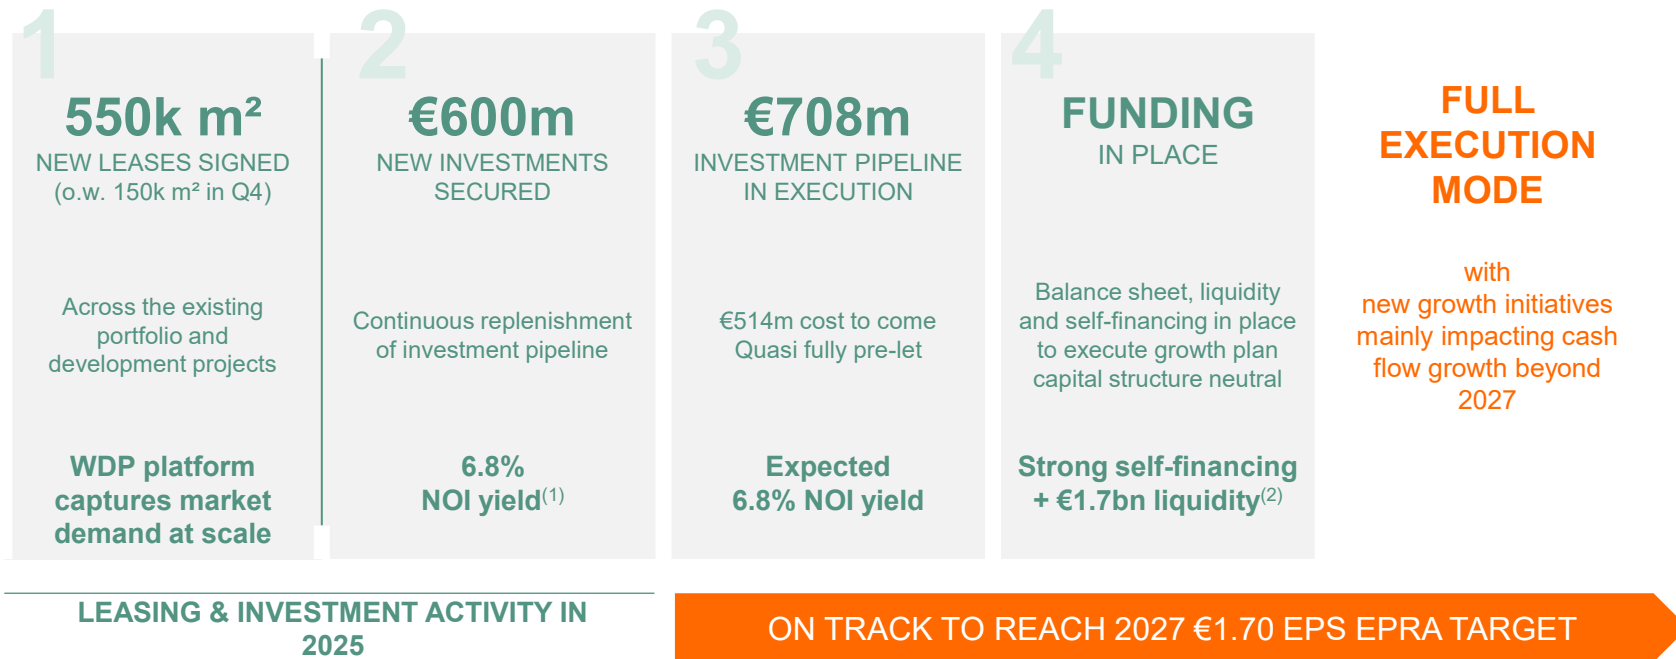 1
550k m²
NEW LEASES SIGNED
(o.w. 150k m² in Q4)
Across the existing
portfolio and
development projects
WDP platform
captures market
demand at scale
2
€600m
NEW INVESTMENTS
SECURED
Continuous replenishment
of investment pipeline
6.8%
NOI yield(1)
3
€708m
INVESTMENT PIPELINE
IN EXECUTION
€514m cost to come
Quasi fully pre-let
Expected
6.8% NOI yield
4
FUNDING
IN PLACE
Balance sheet, liquidity
and self-financing in place
to execute growth plan
capital structure neutral
Strong self-financing
+ €1.7bn liquidity(2)
FULL
EXECUTION
MODE
with
new growth initiatives
mainly impacting cash
flow growth beyond
2027
LEASING & INVESTMENT ACTIVITY IN
2025
ON TRACK TO REACH 2027 €1.70 EPS EPRA TARGET